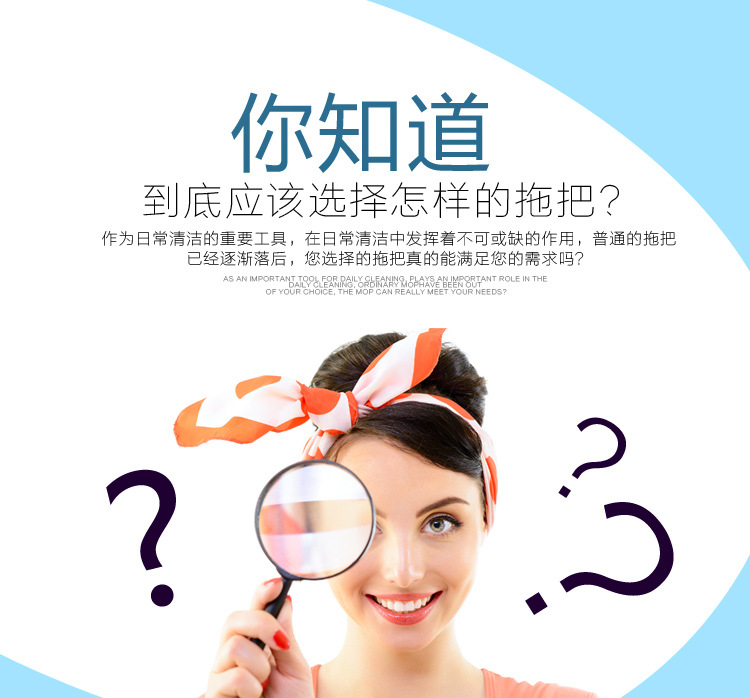 你知道
到底应该选择怎样的拖把?
作为日常清洁的重要工具，在日常清洁中发挥着不可或缺的作用，普通的拖把
已经逐渐落后，您选择的拖把真的能满足您的需求吗?
AS AN IMPORTANT TOOL FOR DAILY CLEANING, PLAYS AN IMPORTANT ROLE IN THE
DAILY CLEANING, ORDINARY MOPHAVE BEEN OUT
OF YOUR CHOICE, THE MOP CAN REALLY MEET YOUR NEEDS?
?
?
?